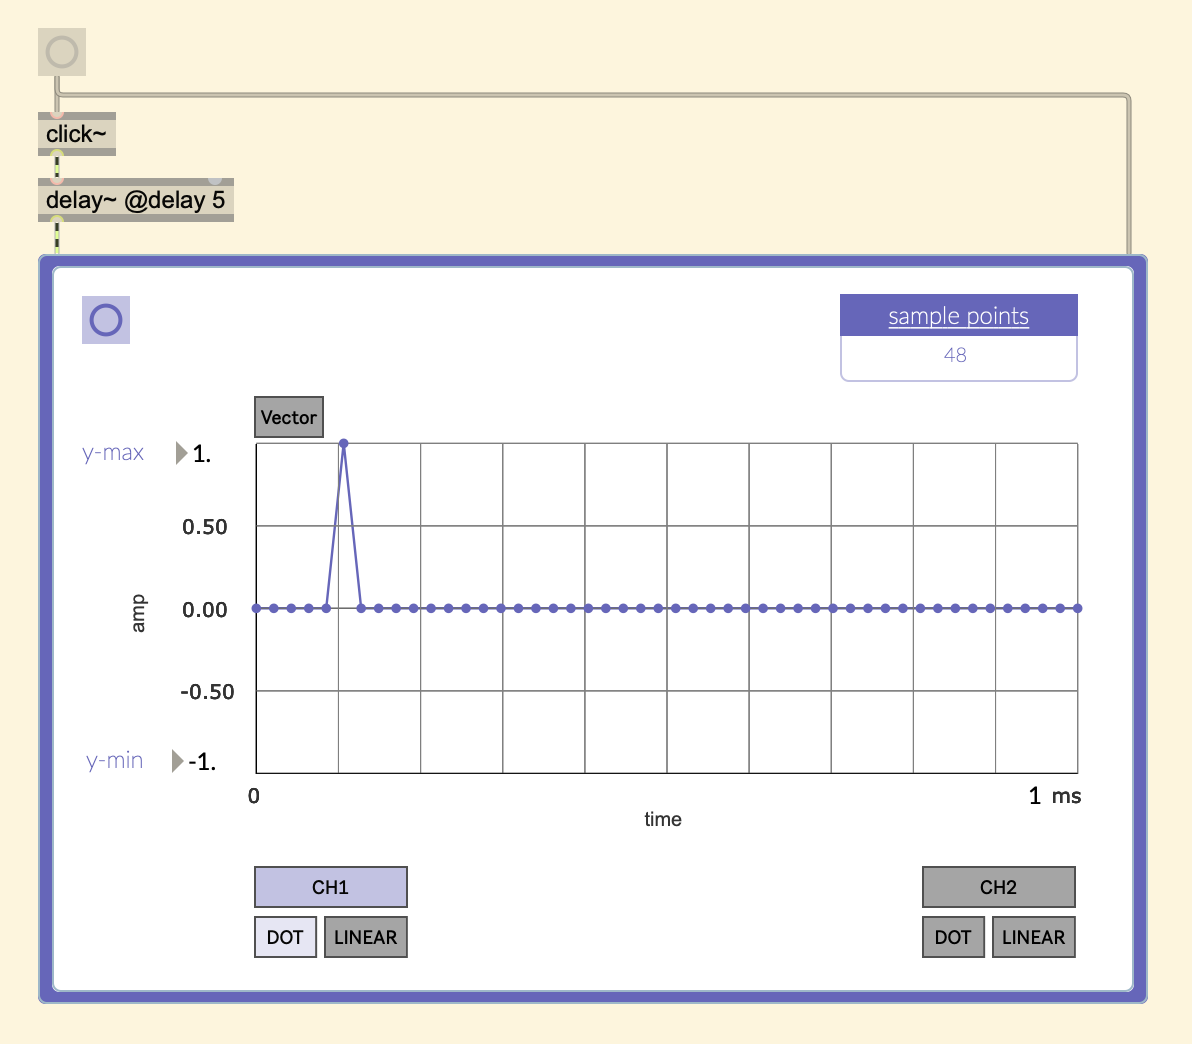 click~
delay~ @delay 5
sample points
48
Vector
y-max
1.
0.50
0.00
amp
-0.50
y-min
-1.
0
1 ms
time
CH1
CH2
DOT
LINEAR
DOT
LINEAR